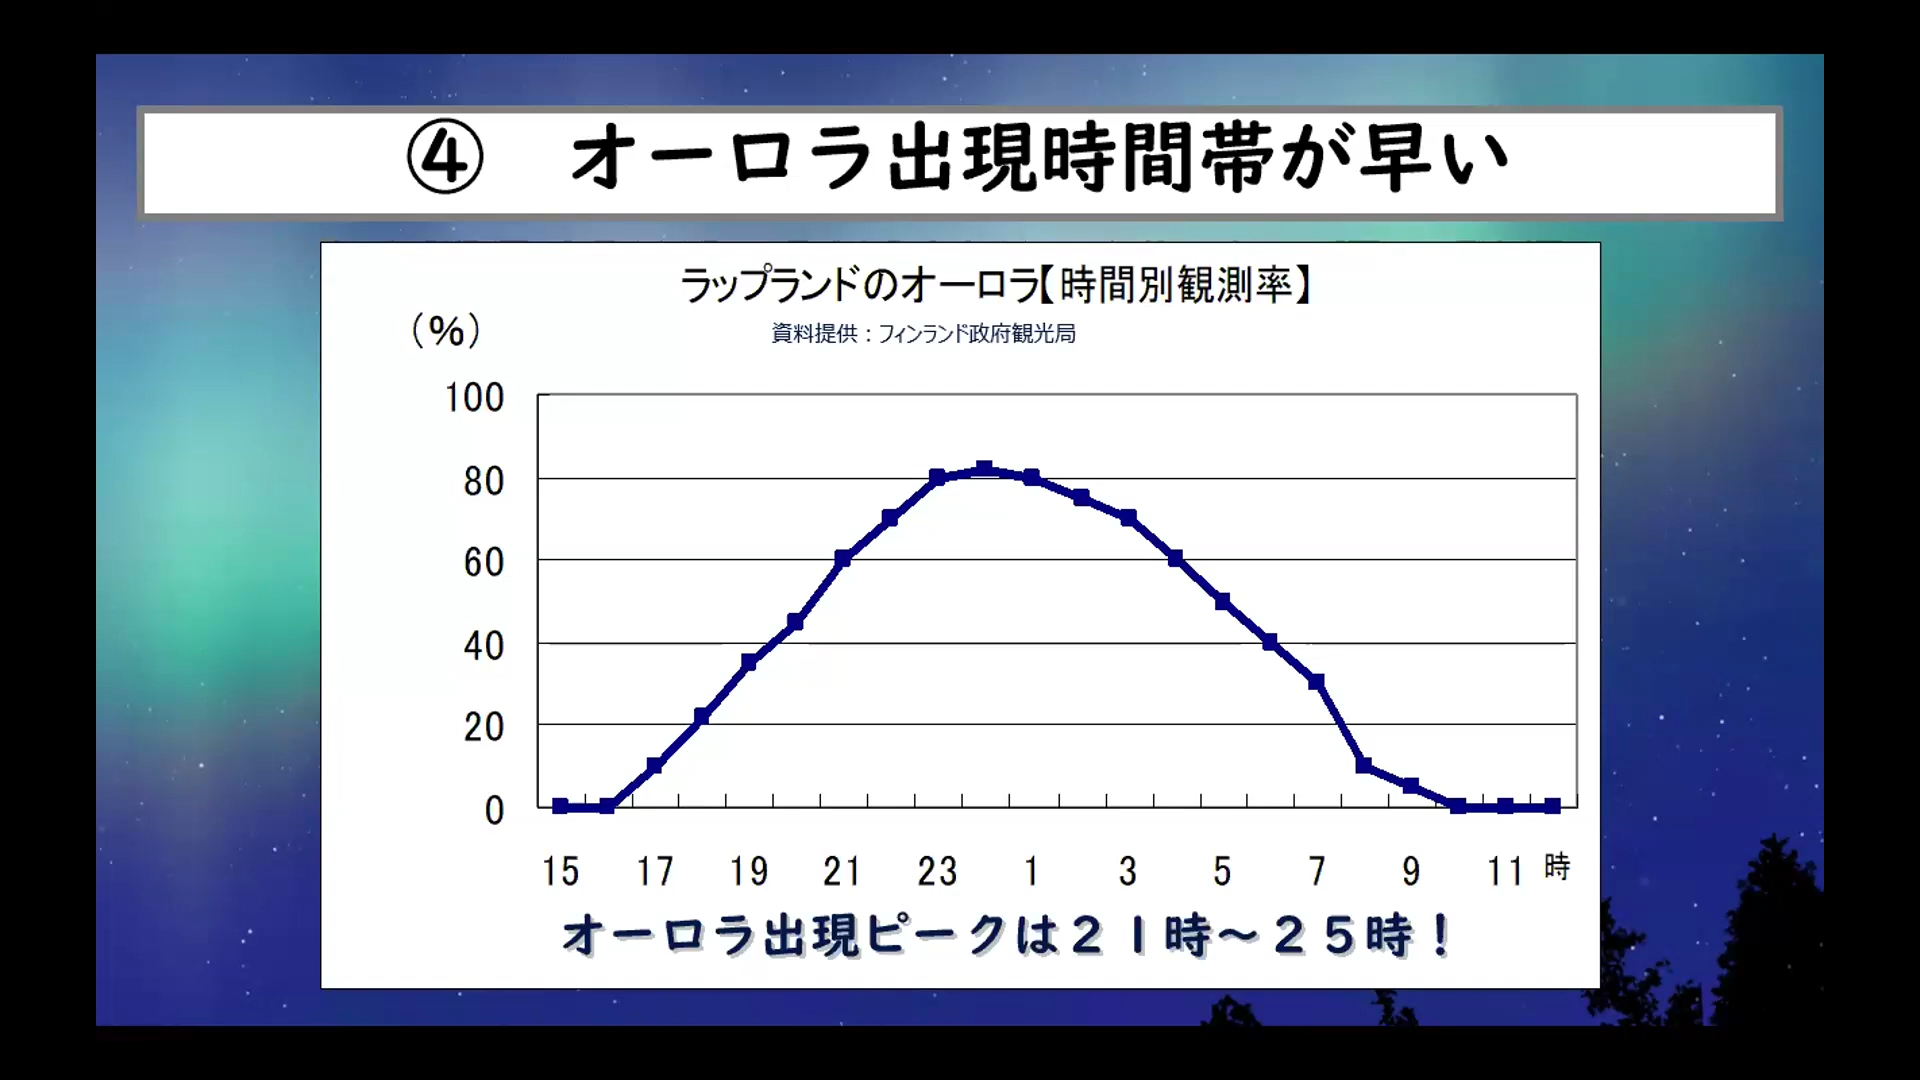 ④　オーロラ出現時間帯が早い
ラップランドのオーロラ【時間別観測率】
（％）
資料提供：フィンランド政府観光局
100
80
60
40
20
0
15 17 19 21 23 1 3 5 7 9 11 時
オーロラ出現ピークは２１時～２５時！